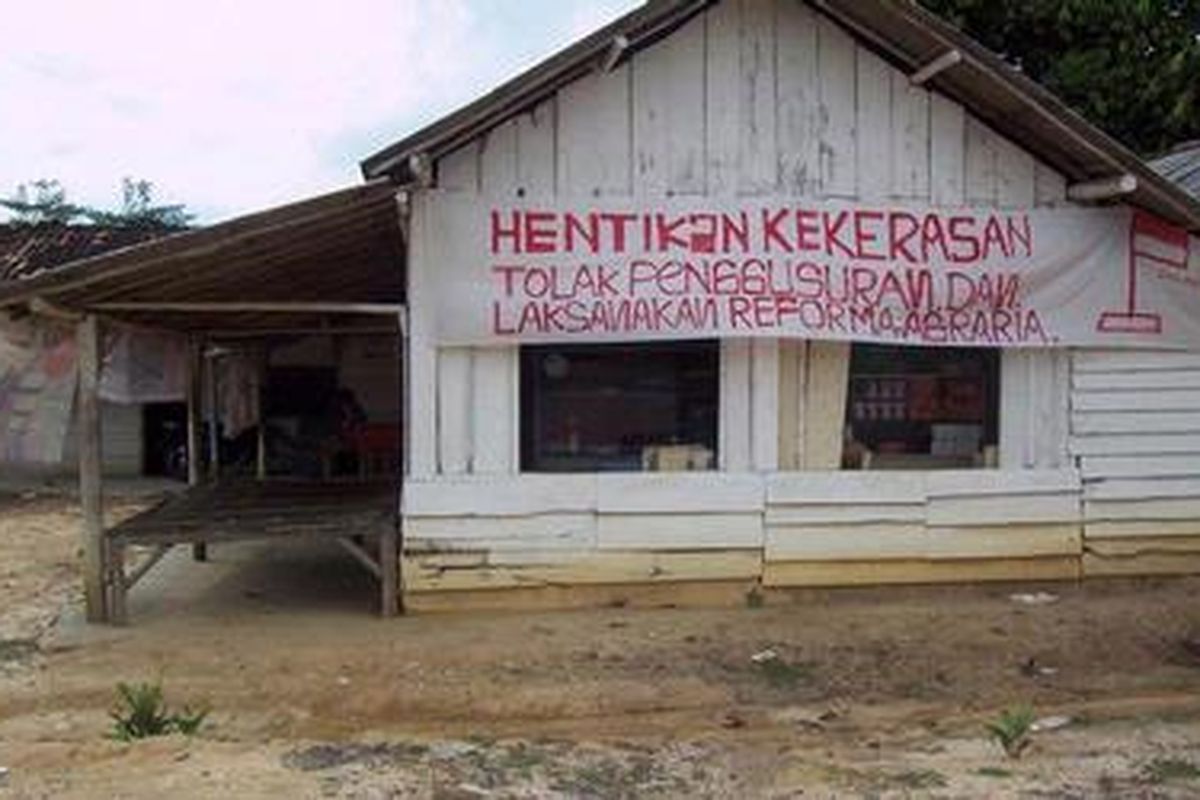 HENTIKAN KEKERASAN
TOLAK PENGGUSURAN DAN
LAKSANAKAN REFORMA AGRARIA.